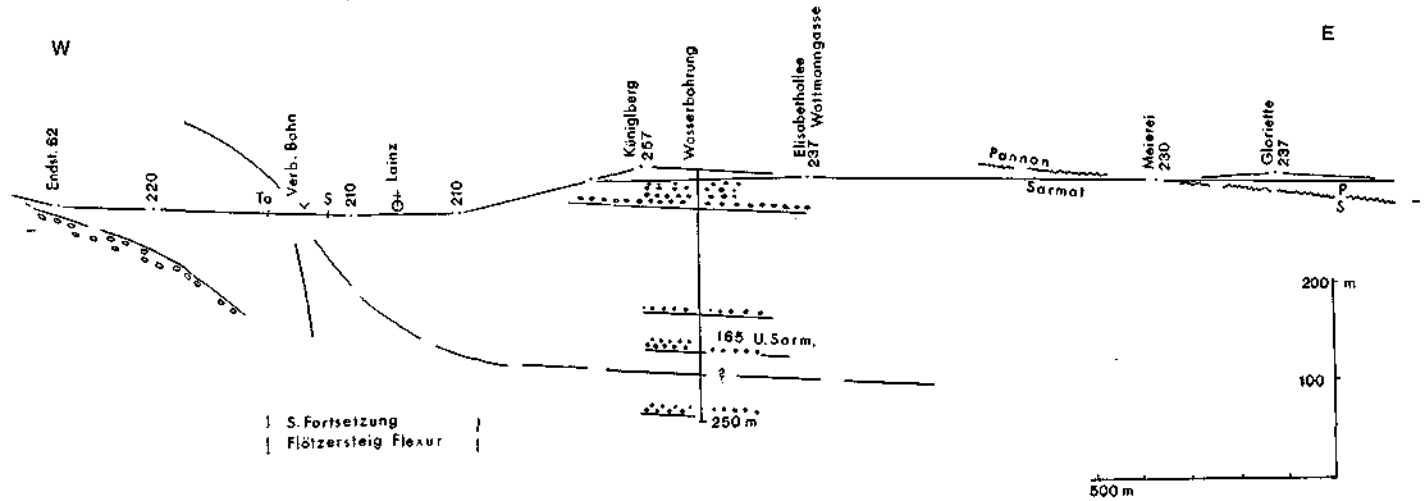 W
E
Endst. 62
220
To
Verb. Bahn
S
210
Lainz
210
Küniglberg
257
Wasserbohrung
Elisabethallee
Wattmanngasse
237
Pannon
Sarmat
Meierei
230
Gloriette
237
P
S
165 U. Sarm.
?
250 m
S. Fortsetzung
Flötzersteig Flexur
200 m
100
500 m